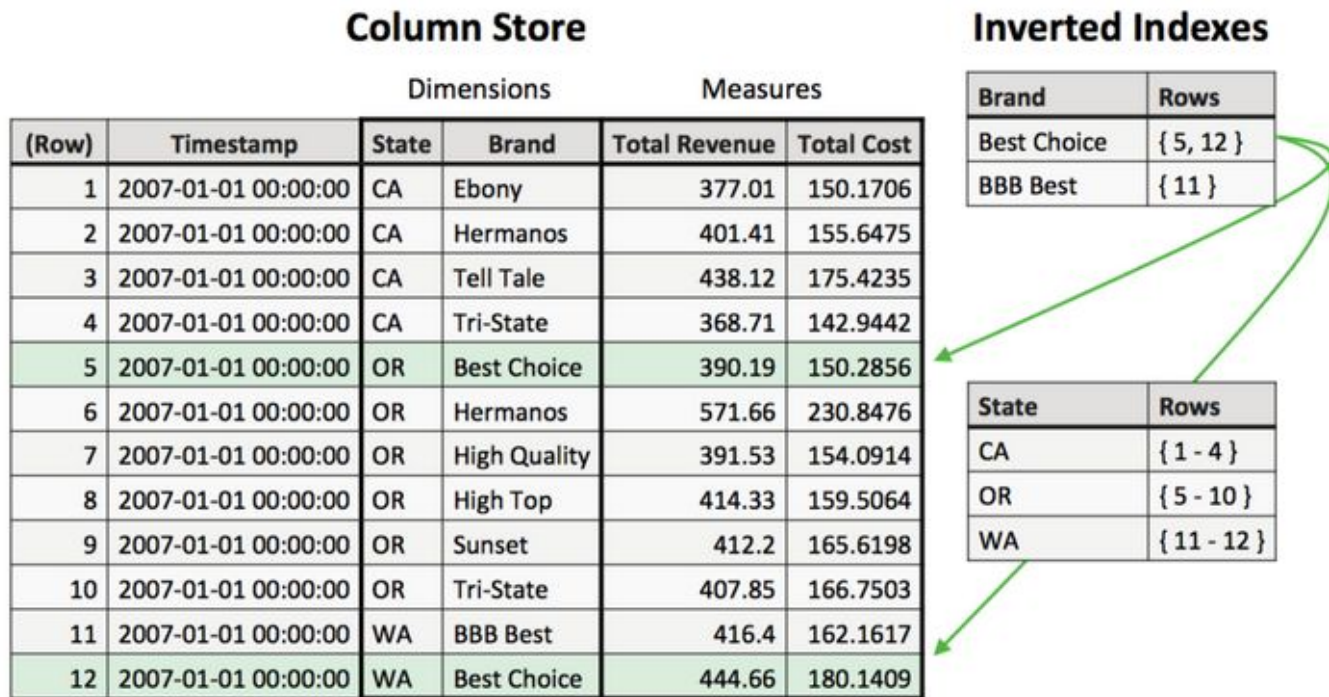 Column Store
Dimensions Measures
(Row) Timestamp State Brand Total Revenue Total Cost
1 2007-01-01 00:00:00 CA Ebony 377.01 150.1706
2 2007-01-01 00:00:00 CA Hermanos 401.41 155.6475
3 2007-01-01 00:00:00 CA Tell Tale 438.12 175.4235
4 2007-01-01 00:00:00 CA Tri-State 368.71 142.9442
5 2007-01-01 00:00:00 OR Best Choice 390.19 150.2856
6 2007-01-01 00:00:00 OR Hermanos 571.66 230.8476
7 2007-01-01 00:00:00 OR High Quality 391.53 154.0914
8 2007-01-01 00:00:00 OR High Top 414.33 159.5064
9 2007-01-01 00:00:00 OR Sunset 412.2 165.6198
10 2007-01-01 00:00:00 OR Tri-State 407.85 166.7503
11 2007-01-01 00:00:00 WA BBB Best 416.4 162.1617
12 2007-01-01 00:00:00 WA Best Choice 444.66 180.1409
Inverted Indexes
Brand Rows
Best Choice { 5, 12 }
BBB Best { 11 }
State Rows
CA { 1 - 4 }
OR { 5 - 10 }
WA { 11 - 12 }